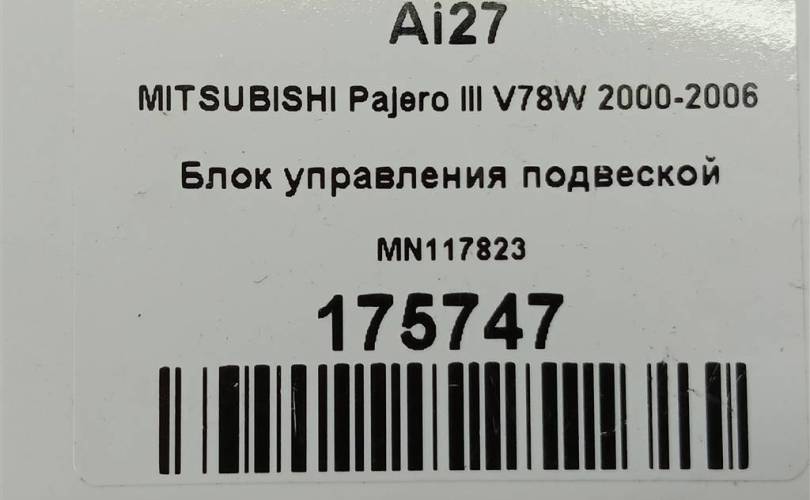 Ai27
MITSUBISHI Pajero III V78W 2000-2006
Блок управления подвеской
MN117823
175747